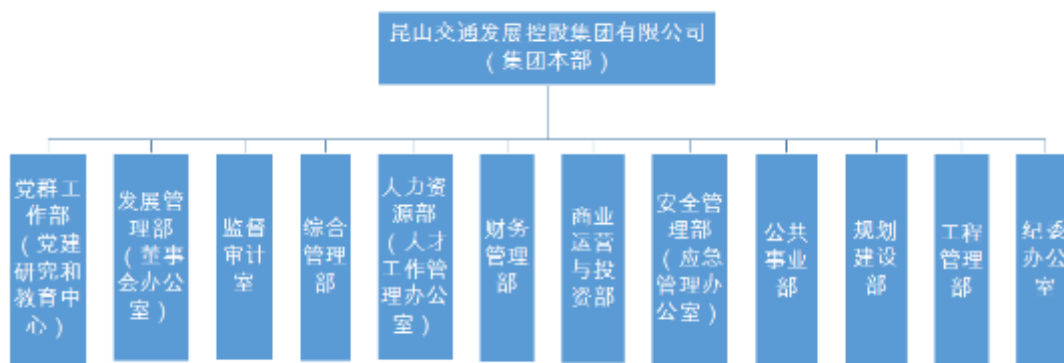 昆山交通发展控股集团有限公司
（集团本部）
党群工
作部
（党建
研究和
教育中
心）
发展管
理部
（董事
会办公
室）
监督
审计
室
综合
管理
部
人力资
源部
（人才
工作管
理办公
室）
财务
管理
部
商业
运营
与投
资部
安全管
理部
（应急
管理办
公室）
公共
事业
部
规划
建设
部
工程
管理
部
纪委
办公
室